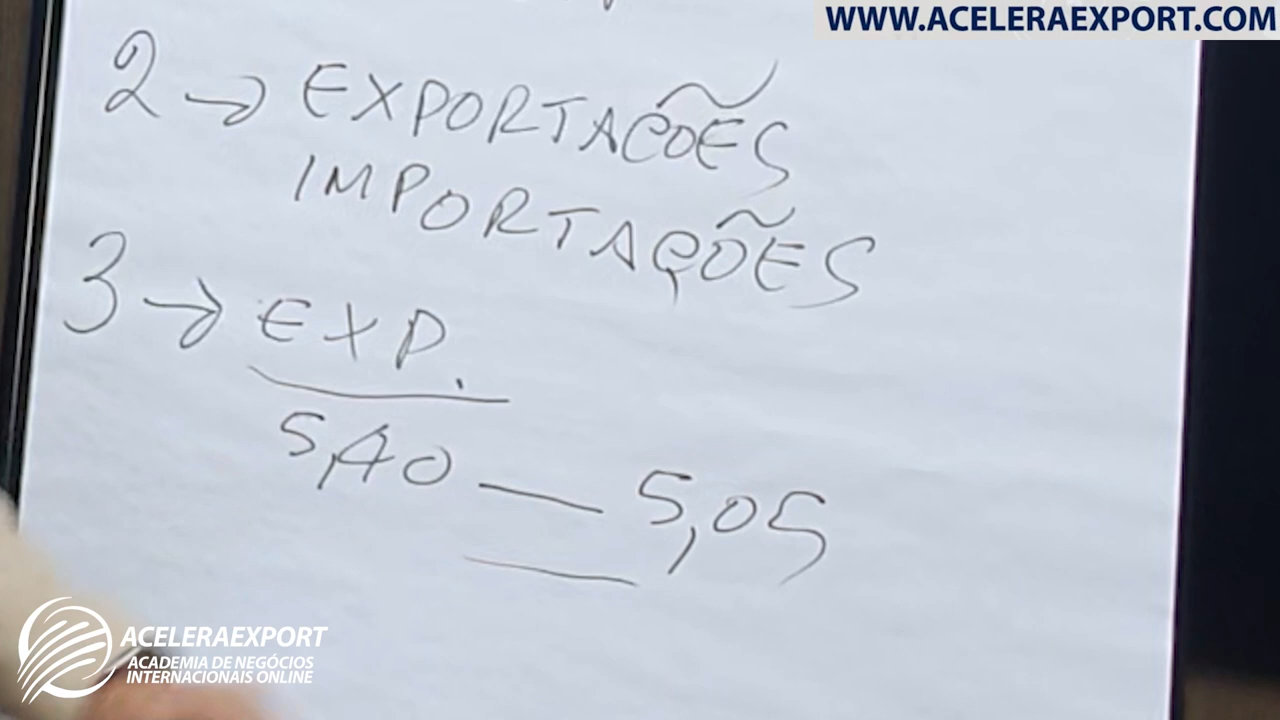 WWW.ACELERAEXPORT.COM
2 → EXPORTAÇÕES
IMPORTAÇÕES
3 → EXP.
5,40 — 5,05
ACELERAEXPORT
ACADEMIA DE NEGÓCIOS
INTERNACIONAIS ONLINE